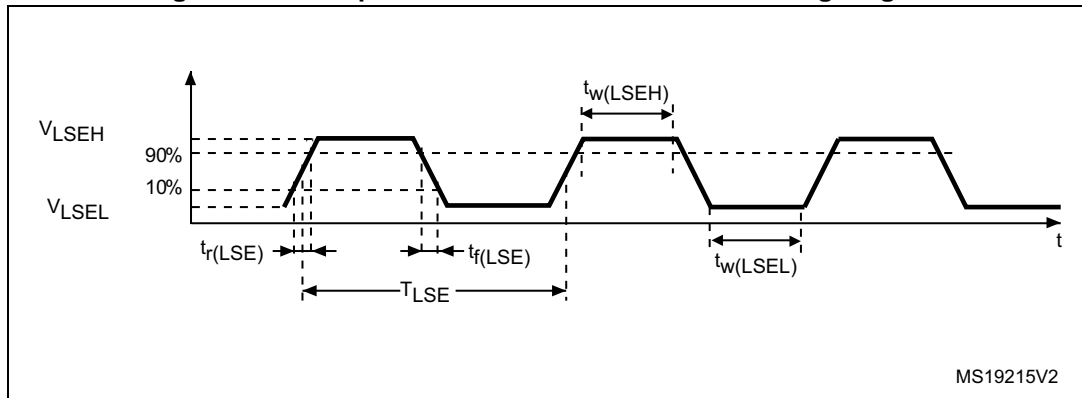 tw(LSEH)
VLSEH
90%
10%
VLSEL
tr(LSE)
tf(LSE)
tw(LSEL)
t
TLSE
MS19215V2